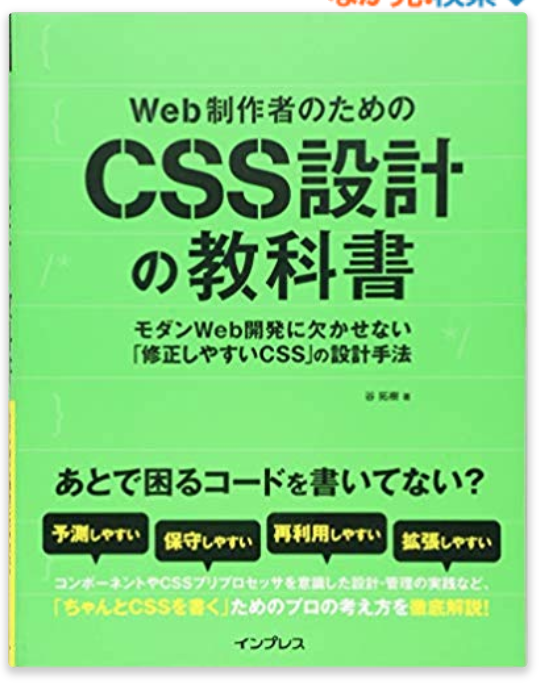 Web制作者のための
CSS設計
の教科書
モダンWeb開発に欠かせない
「修正しやすいCSS」の設計手法
谷 拓樹 著
あとで困るコードを書いてない?
予測しやすい
保守しやすい
再利用しやすい
拡張しやすい
コンポーネントやCSSプリプロセッサを意識した設計・管理の実践など、
「ちゃんとCSSを書く」ためのプロの考え方を徹底解説!
インプレス